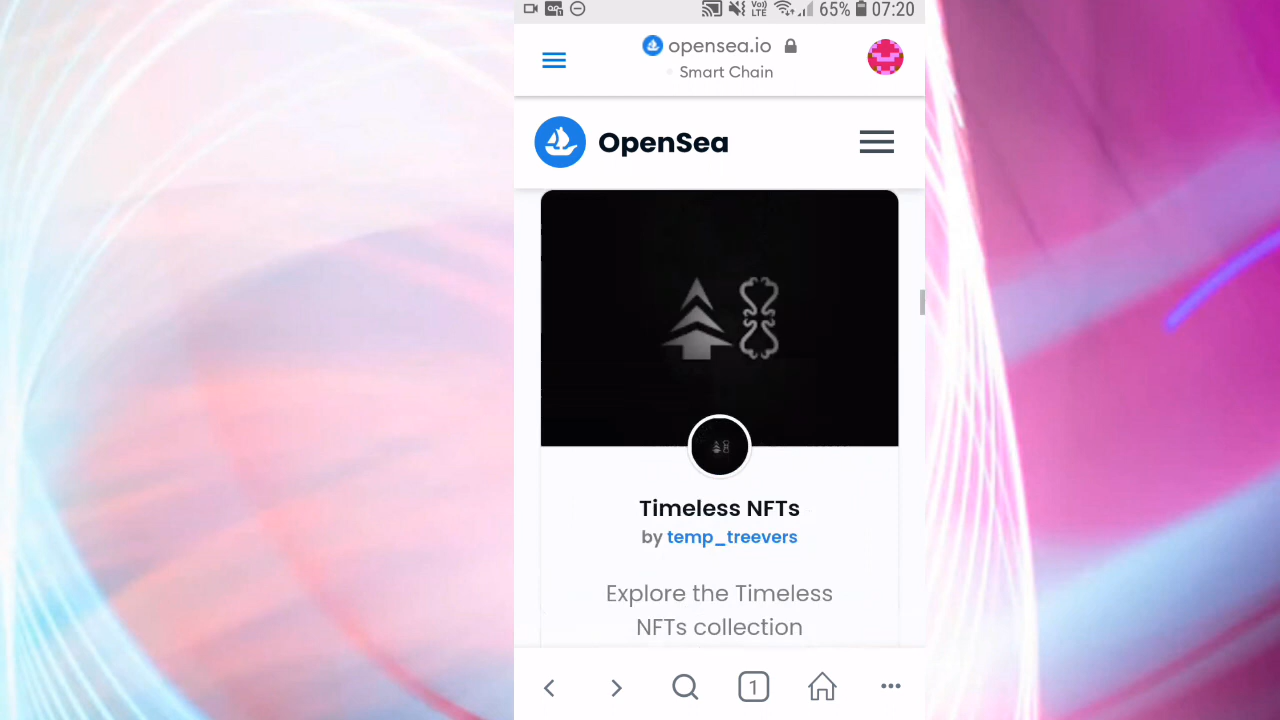 65% 07:20
opensea.io
Smart Chain
OpenSea
Timeless NFTs
by temp_treevers
Explore the Timeless
NFTs collection
1